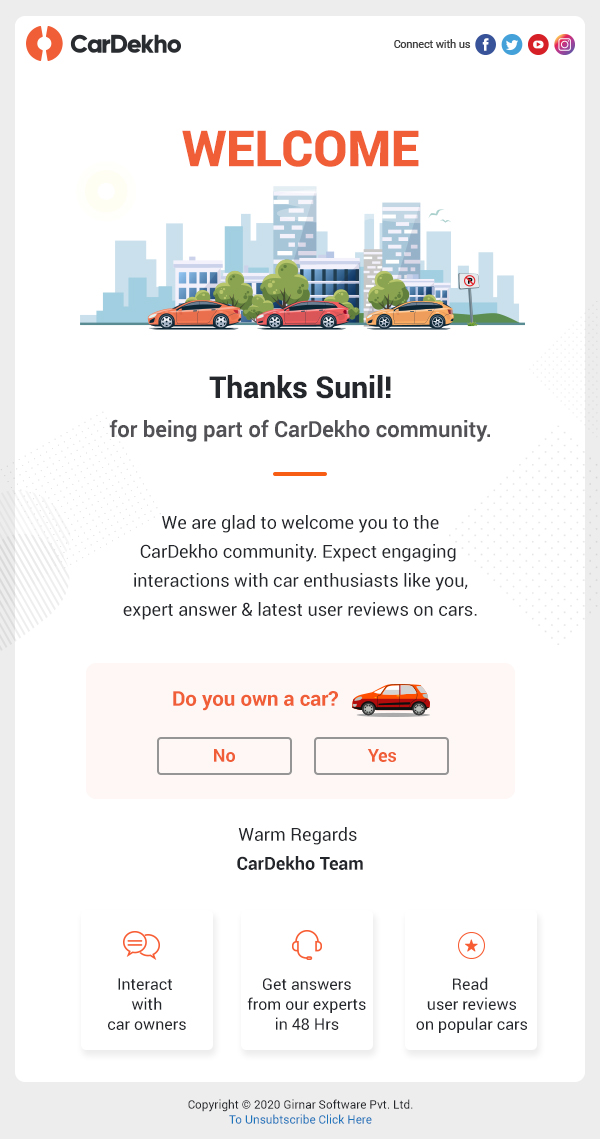 CarDekho
Connect with us
WELCOME
Thanks Sunil!
for being part of CarDekho community.
We are glad to welcome you to the
CarDekho community. Expect engaging
interactions with car enthusiasts like you,
expert answer & latest user reviews on cars.
Do you own a car?
No
Yes
Warm Regards
CarDekho Team
Interact
with
car owners
Get answers
from our experts
in 48 Hrs
Read
user reviews
on popular cars
Copyright © 2020 Girnar Software Pvt. Ltd.
To Unsubtscribe Click Here